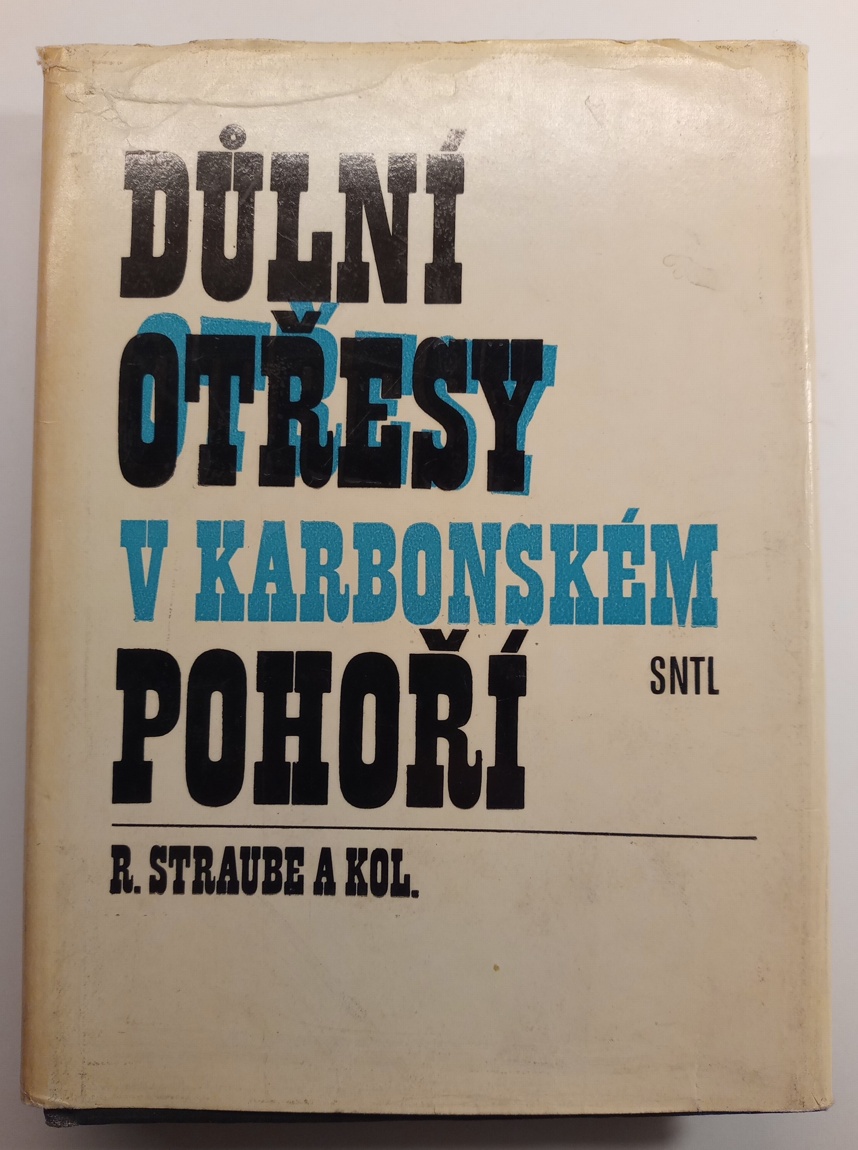 DŮLNÍ
OTŘESY
V KARBONSKÉM
POHOŘÍ
SNTL
R. STRAUBE A KOL.